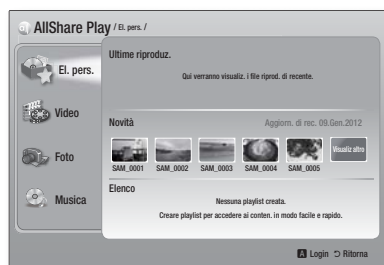 AllShare Play / El. pers. /
El. pers.
Video
Foto
Musica
Ultime riproduz.
Qui verranno visualiz. i file riprod. di recente.
Novità
Aggiorn. di rec. 09.Gen.2012
SAM_0001
SAM_0002
SAM_0003
SAM_0004
SAM_0005
Visualiz altro
Elenco
Nessuna playlist creata.
Creare playlist per accedere ai conten. in modo facile e rapido.
A Login Ritorna